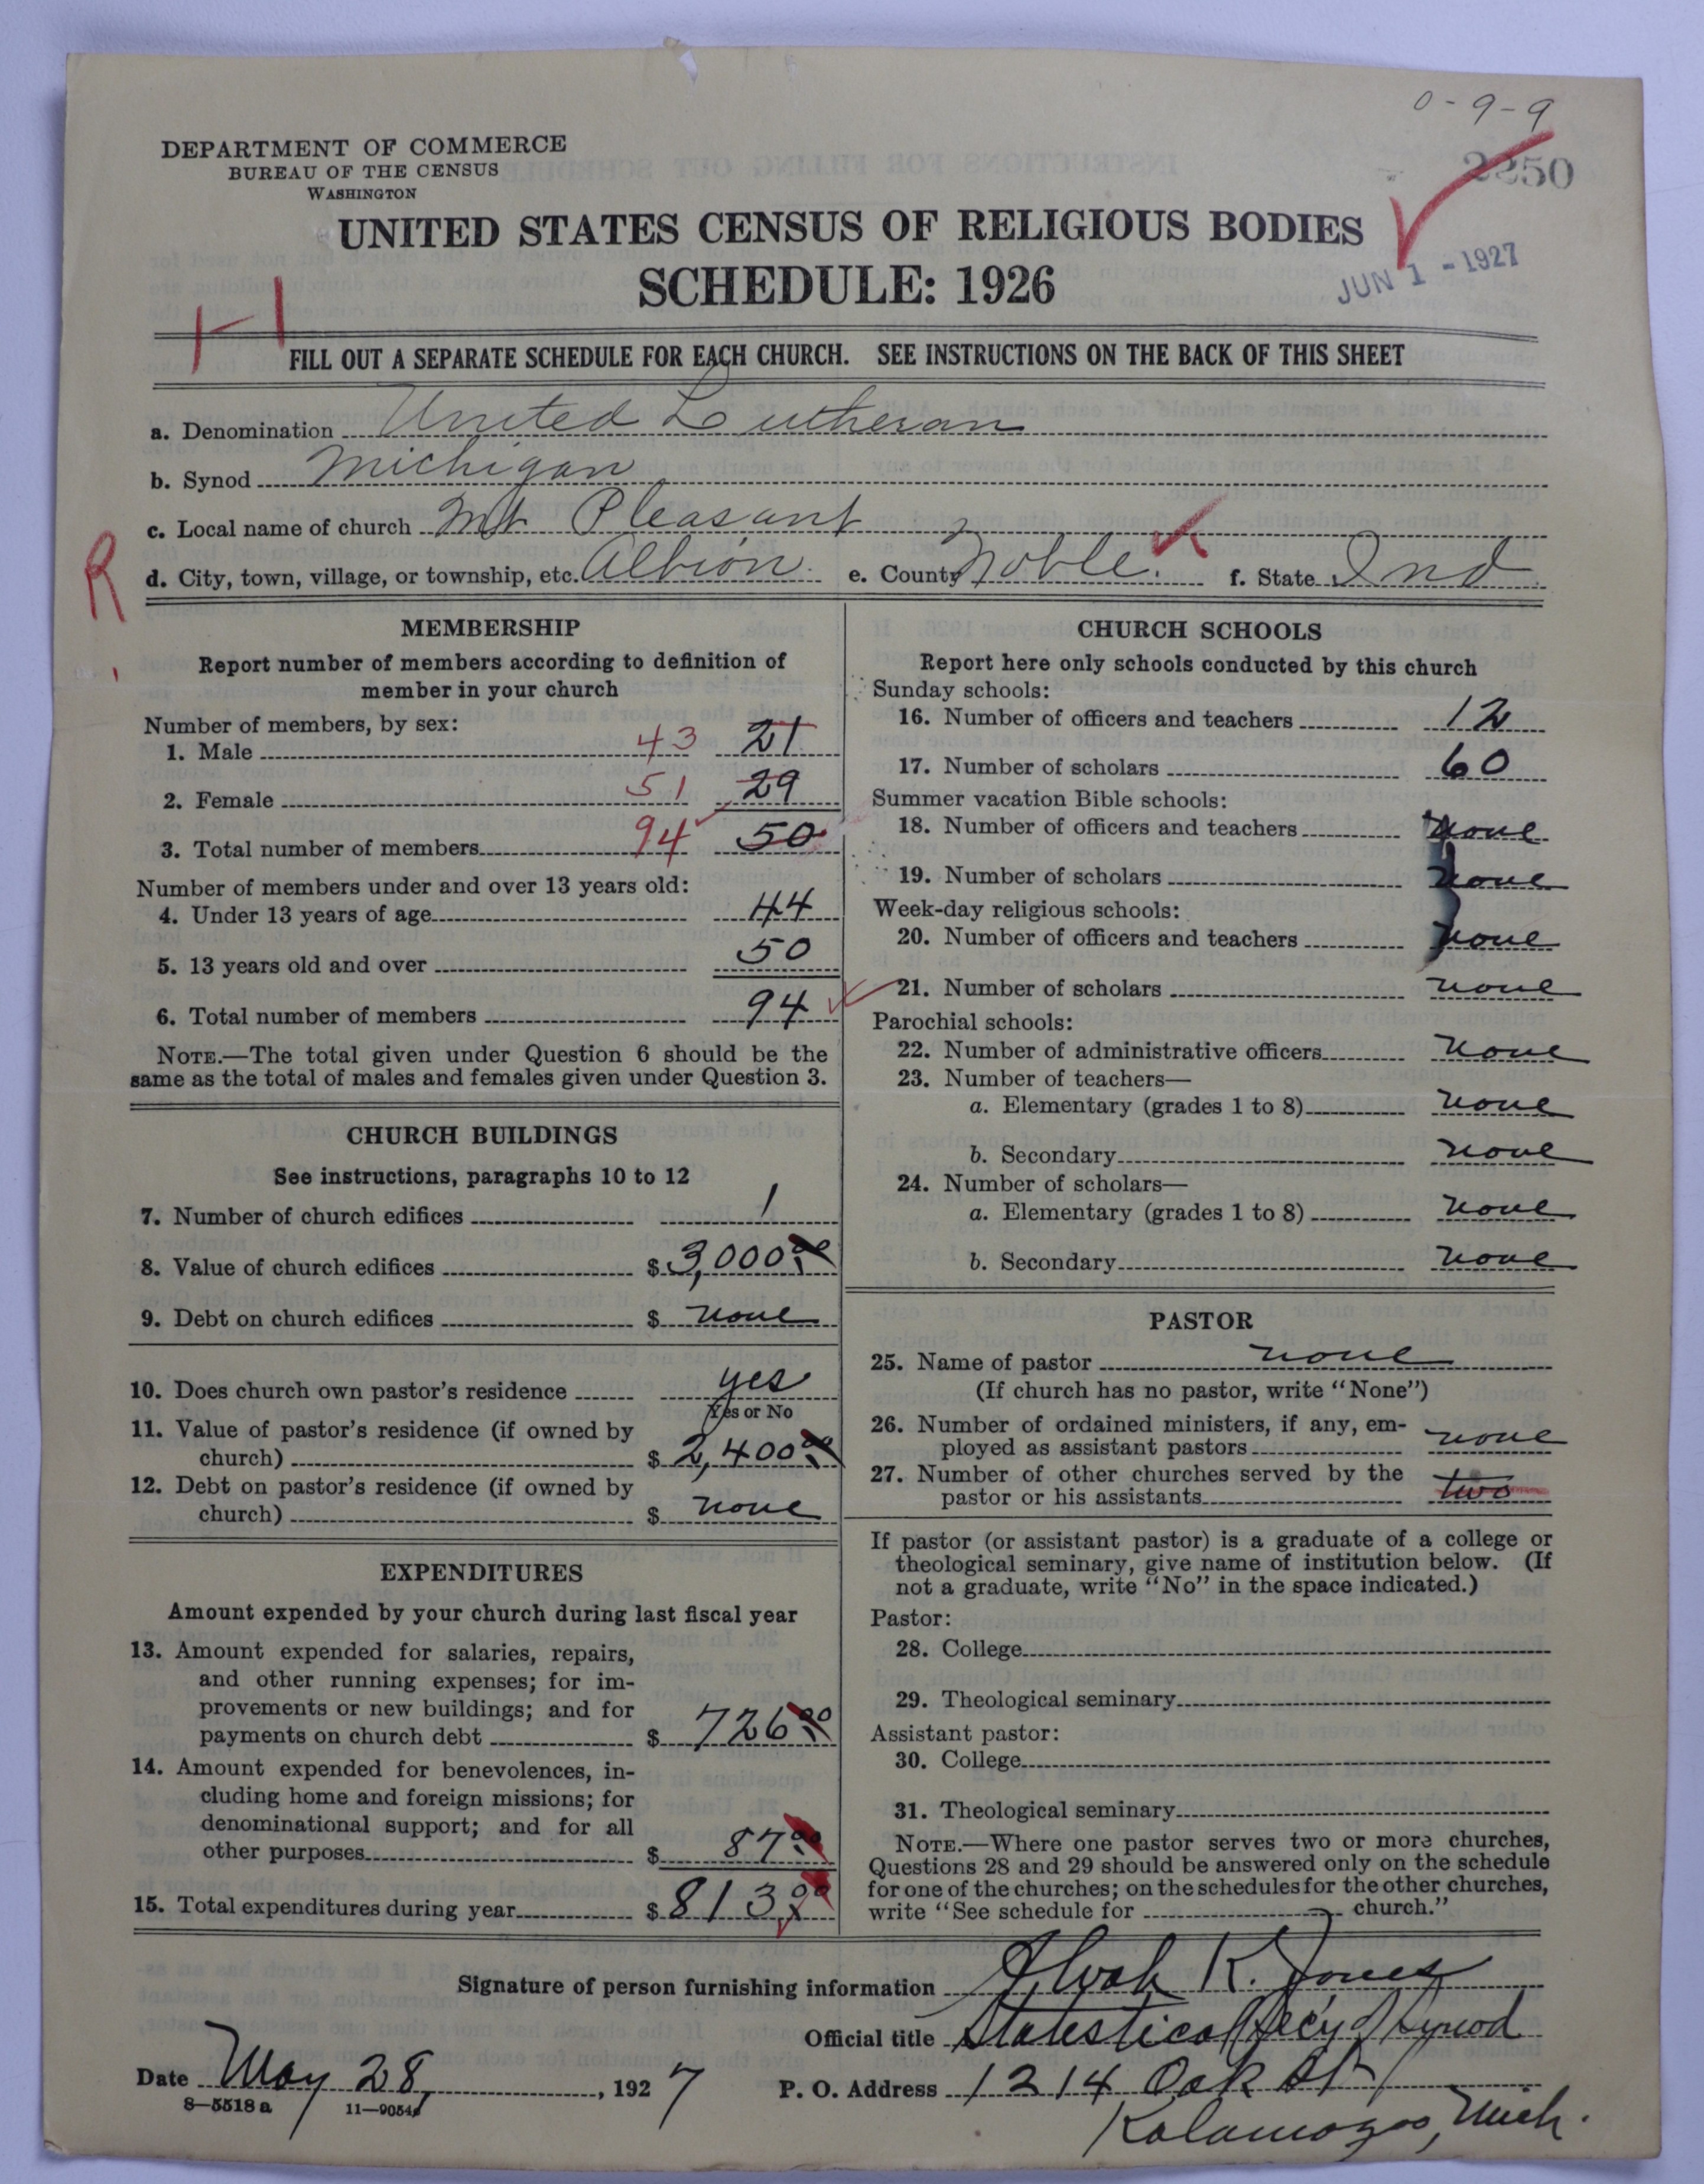 0-9-9
DEPARTMENT OF COMMERCE
BUREAU OF THE CENSUS
WASHINGTON
2250
UNITED STATES CENSUS OF RELIGIOUS BODIES
SCHEDULE: 1926
JUN 1 - 1927
FILL OUT A SEPARATE SCHEDULE FOR EACH CHURCH. SEE INSTRUCTIONS ON THE BACK OF THIS SHEET
a. Denomination United Lutheran
b. Synod Michigan
c. Local name of church Mt Pleasant
R
d. City, town, village, or township, etc. Albion. e. County Noble. f. State Ind
MEMBERSHIP
Report number of members according to definition of
member in your church
Number of members, by sex:
1. Male 43 21
2. Female 51 29
3. Total number of members 94 50
Number of members under and over 13 years old:
4. Under 13 years of age 44
5. 13 years old and over 50
6. Total number of members 94
NOTE.—The total given under Question 6 should be the
same as the total of males and females given under Question 3.
CHURCH BUILDINGS
See instructions, paragraphs 10 to 12
7. Number of church edifices 1
8. Value of church edifices $ 3,000.00
9. Debt on church edifices $ none
10. Does church own pastor's residence yes
Yes or No
11. Value of pastor's residence (if owned by
church) $ 2,400.00
12. Debt on pastor's residence (if owned by
church) $ none
EXPENDITURES
Amount expended by your church during last fiscal year
13. Amount expended for salaries, repairs,
and other running expenses; for im-
provements or new buildings; and for
payments on church debt $ 726.00
14. Amount expended for benevolences, in-
cluding home and foreign missions; for
denominational support; and for all
other purposes $ 87.00
15. Total expenditures during year $ 813.00
CHURCH SCHOOLS
Report here only schools conducted by this church
Sunday schools:
16. Number of officers and teachers 12
17. Number of scholars 60
Summer vacation Bible schools:
18. Number of officers and teachers none
19. Number of scholars none
Week-day religious schools:
20. Number of officers and teachers none
21. Number of scholars none
Parochial schools:
22. Number of administrative officers none
23. Number of teachers—
a. Elementary (grades 1 to 8) none
b. Secondary none
24. Number of scholars—
a. Elementary (grades 1 to 8) none
b. Secondary none
PASTOR
25. Name of pastor none
(If church has no pastor, write "None")
26. Number of ordained ministers, if any, em-
ployed as assistant pastors none
27. Number of other churches served by the
pastor or his assistants two
If pastor (or assistant pastor) is a graduate of a college or
theological seminary, give name of institution below. (If
not a graduate, write "No" in the space indicated.)
Pastor:
28. College
29. Theological seminary
Assistant pastor:
30. College
31. Theological seminary
NOTE.—Where one pastor serves two or more churches,
Questions 28 and 29 should be answered only on the schedule
for one of the churches; on the schedules for the other churches,
write "See schedule for church."
Signature of person furnishing information Alvah K. Jones
Official title Statistical Sec'y of Synod
Date May 28, 1927 P. O. Address 1214 Oak St
8—5518a 11—9054
Kalamazoo, Mich.